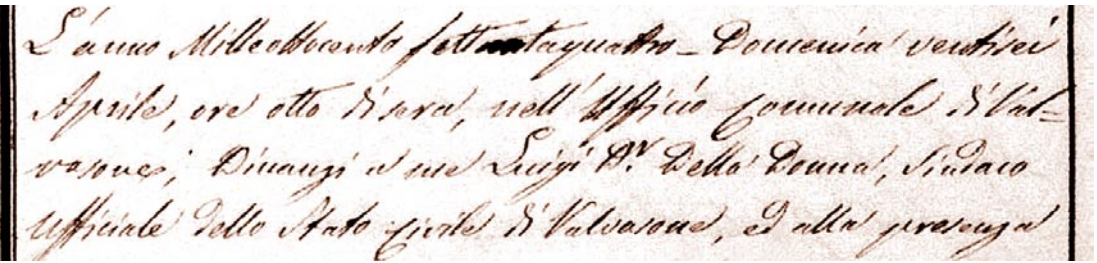 L'anno Milleottocento settantaquattro – Domenica ventisei
Aprile, ore otto di sera, nell'Ufficio Comunale di Val=
vasone; Dinanzi a me Luigi Dr. Della Donna, Sindaco
Ufficiale dello Stato Civile di Valvasone, ed alla presenza